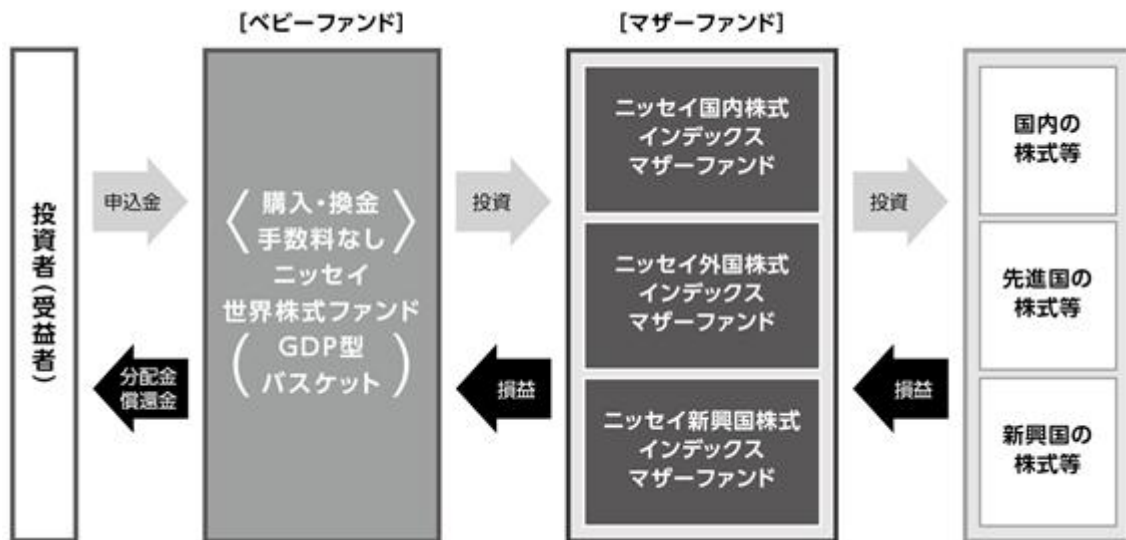 [ベビーファンド]
[マザーファンド]
投資者(受益者)
申込金
分配金
償還金
〈購入・換金
手数料なし〉
ニッセイ
世界株式ファンド
(GDP型
バスケット)
投資
損益
ニッセイ国内株式
インデックス
マザーファンド
ニッセイ外国株式
インデックス
マザーファンド
ニッセイ新興国株式
インデックス
マザーファンド
投資
損益
国内の
株式等
先進国の
株式等
新興国の
株式等